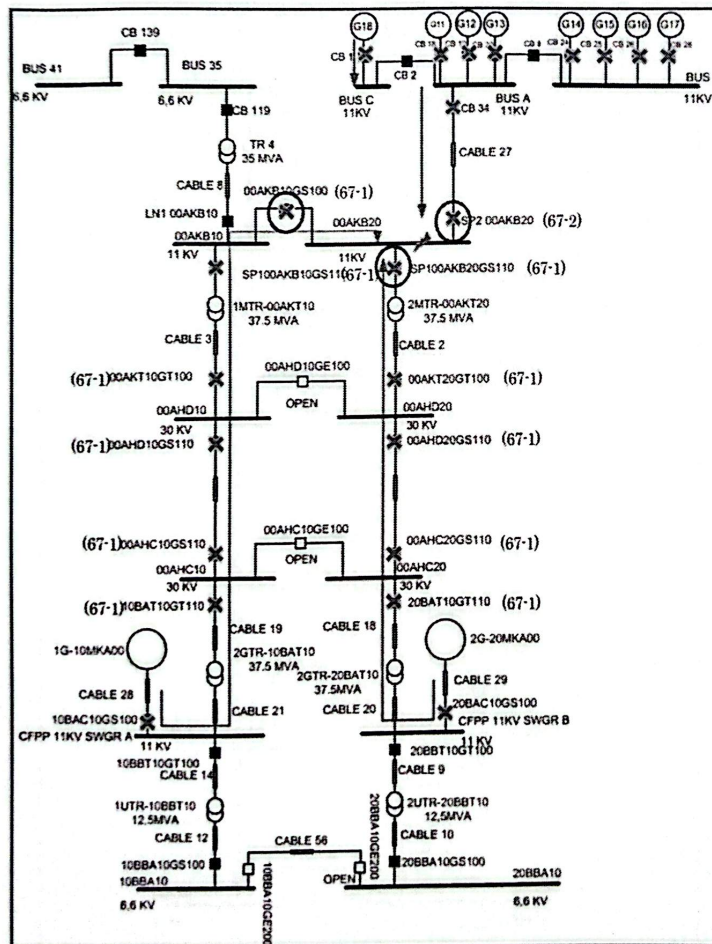 G18
G11
G12
G13
G14
G15
G16
G17
CB 139
CB 1
CB 2
CB 8
CB 24
CB 25
CB 26
CB 28
BUS 41
BUS 35
6,6 KV
6,6 KV
BUS C
11KV
BUS A
11KV
BUS
11KV
CB 119
CB 34
TR 4
35 MVA
CABLE 27
CABLE 8
00AKB10GS100 (67-1)
LN1 00AKB10
00AKB20
SP2 00AKB20 (67-2)
00AKB10
11 KV
11KV
SP100AKB10GS110
(67-1)
SP100AKB20GS110 (67-1)
1MTR-00AKT10
37.5 MVA
2MTR-00AKT20
37.5 MVA
CABLE 3
CABLE 2
00AHD10GE100
(67-1) 00AKT10GT100
00AKT20GT100 (67-1)
OPEN
00AHD10
00AHD20
30 KV
30 KV
(67-1) 00AHD10GS110
00AHD20GS110 (67-1)
00AHC10GE100
(67-1) 00AHC10GS110
00AHC20GS110 (67-1)
OPEN
00AHC10
00AHC20
30 KV
30 KV
(67-1) 10BAT10GT110
20BAT10GT110 (67-1)
CABLE 19
CABLE 18
1G-10MKA00
2G-20MKA00
2GTR-10BAT10
37.5 MVA
2GTR-20BAT10
37.5MVA
CABLE 28
CABLE 29
CABLE 21
CABLE 20
10BAC10GS100
20BAC10GS100
CFPP 11KV SWGR A
CFPP 11KV SWGR B
11 KV
11 KV
10BBT10GT100
20BBT10GT100
CABLE 14
CABLE 9
1UTR-10BBT10
12,5MVA
2UTR-20BBT10
12,5MVA
CABLE 12
CABLE 10
CABLE 56
10BBA10GS100
20BBA10GS100
10BBA10GE200
20BBA10GE200
OPEN
10BBA10
20BBA10
6,6 KV
6,6 KV